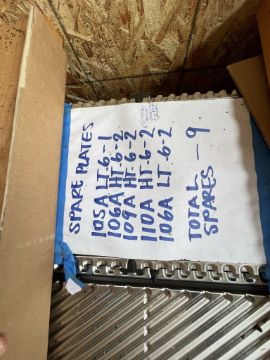 SPARE PLATES
105A LT-6-1
106A HT-6-2
109A HT-6-2
110A HT-6-2
106A LT-6-2
TOTAL SPARES - 9